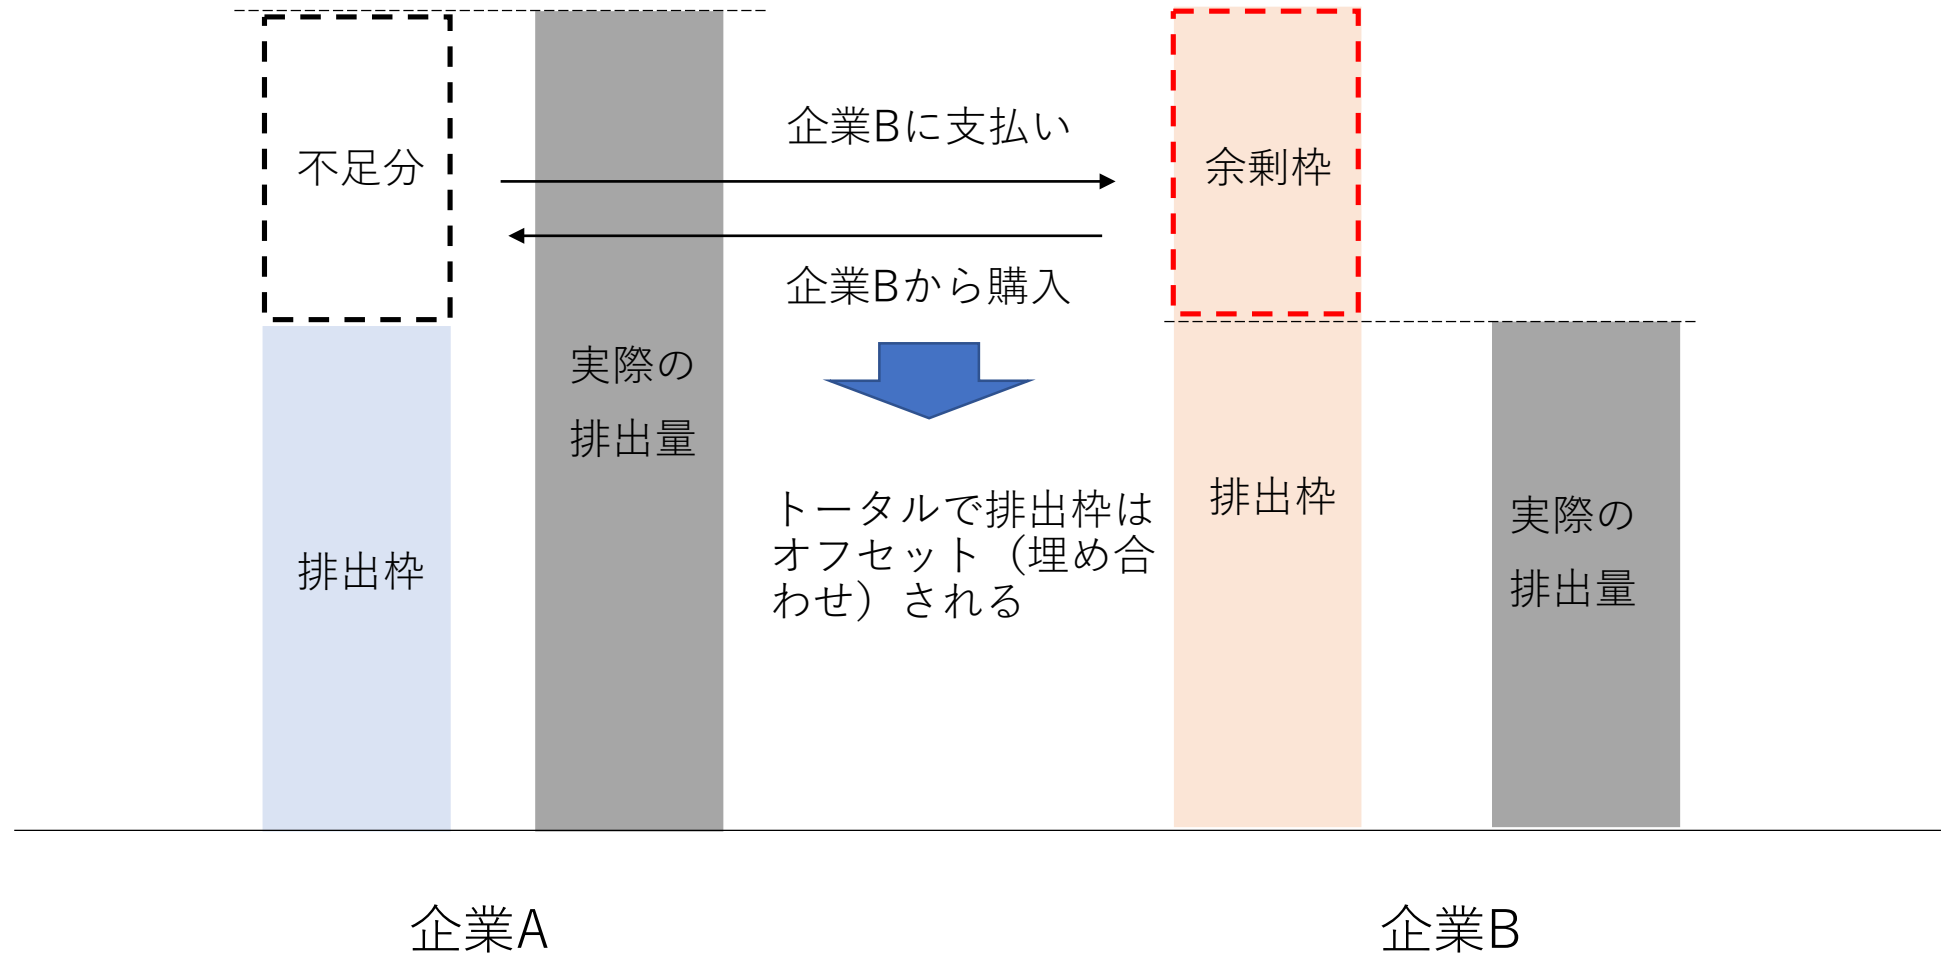 不足分
企業Bに支払い
余剰枠
企業Bから購入
実際の
排出量
排出枠
トータルで排出枠は
オフセット（埋め合
わせ）される
排出枠
実際の
排出量
企業A
企業B